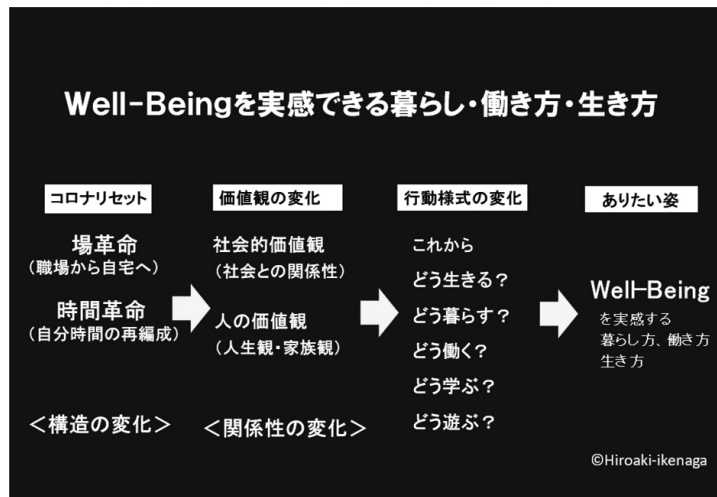 Well-Beingを実感できる暮らし・働き方・生き方
コロナリセット
場革命
（職場から自宅へ）
時間革命
（自分時間の再編成）
＜構造の変化＞
価値観の変化
社会的価値観
（社会との関係性）
人の価値観
（人生観・家族観）
＜関係性の変化＞
行動様式の変化
これから
どう生きる？
どう暮らす？
どう働く？
どう学ぶ？
どう遊ぶ？
ありたい姿
Well-Being
を実感する
暮らし方、働き方
生き方
©Hiroaki-ikenaga